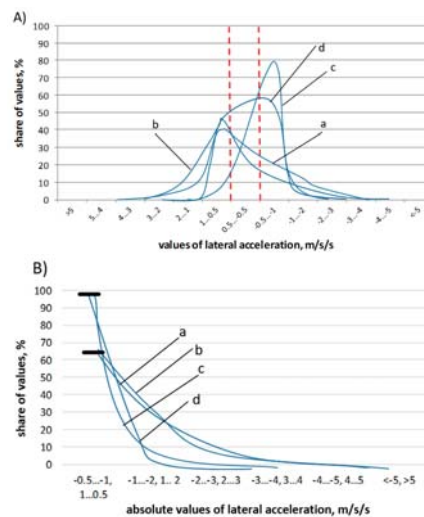 A)
share of values, %
100
90
80
70
60
50
40
30
20
10
0
d
c
b
a
>5 5...4 4...3 3...2 2...1 1...0.5 0.5...-0.5 -0.5...-1 -1...-2 -2...-3 -3...-4 -4...-5 <-5
values of lateral acceleration, m/s/s
B)
share of values, %
100
90
80
70
60
50
40
30
20
10
0
a
b
c
d
-0.5...-1, -1...-2, 1...2 -2...-3, 2...3 -3...-4, 3...4 -4...-5, 4...5 <-5, >5
1...0.5
absolute values of lateral acceleration, m/s/s